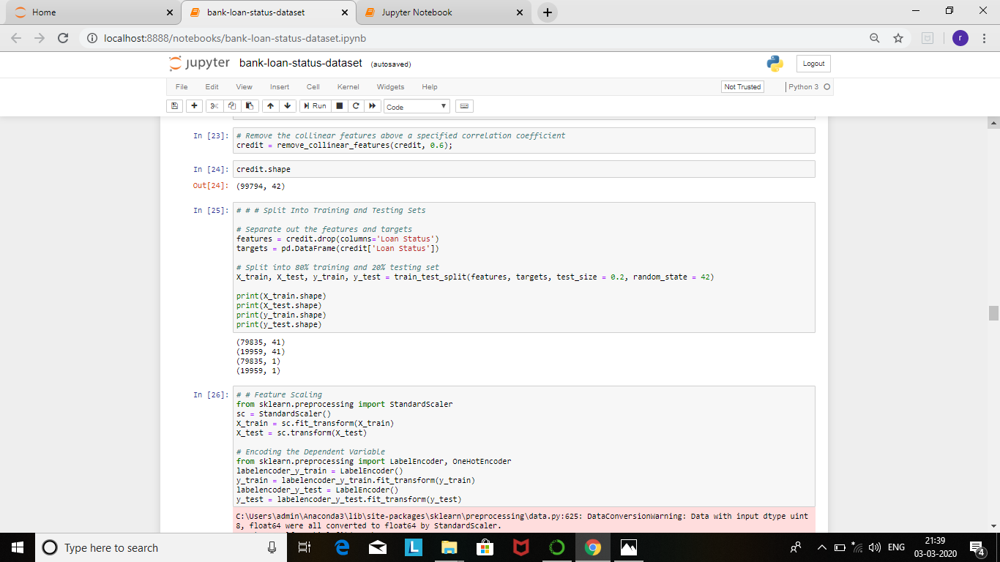 Home
bank-loan-status-dataset
Jupyter Notebook
localhost:8888/notebooks/bank-loan-status-dataset.ipynb
r
jupyter bank-loan-status-dataset (autosaved)
Logout
File Edit View Insert Cell Kernel Widgets Help
Not Trusted
Python 3
Run
Code
In [23]: # Remove the collinear features above a specified correlation coefficient
credit = remove_collinear_features(credit, 0.6);
In [24]: credit.shape
Out[24]: (99794, 42)
In [25]: # # # Split Into Training and Testing Sets
# Separate out the features and targets
features = credit.drop(columns='Loan Status')
targets = pd.DataFrame(credit['Loan Status'])
# Split into 80% training and 20% testing set
X_train, X_test, y_train, y_test = train_test_split(features, targets, test_size = 0.2, random_state = 42)
print(X_train.shape)
print(X_test.shape)
print(y_train.shape)
print(y_test.shape)
(79835, 41)
(19959, 41)
(79835, 1)
(19959, 1)
In [26]: # # Feature Scaling
from sklearn.preprocessing import StandardScaler
sc = StandardScaler()
X_train = sc.fit_transform(X_train)
X_test = sc.transform(X_test)
# Encoding the Dependent Variable
from sklearn.preprocessing import LabelEncoder, OneHotEncoder
labelencoder_y_train = LabelEncoder()
y_train = labelencoder_y_train.fit_transform(y_train)
labelencoder_y_test = LabelEncoder()
y_test = labelencoder_y_test.fit_transform(y_test)
C:\Users\admin\Anaconda3\lib\site-packages\sklearn\preprocessing\data.py:625: DataConversionWarning: Data with input dtype uint
8, float64 were all converted to float64 by StandardScaler.
Type here to search
L
ENG
21:39
03-03-2020
4